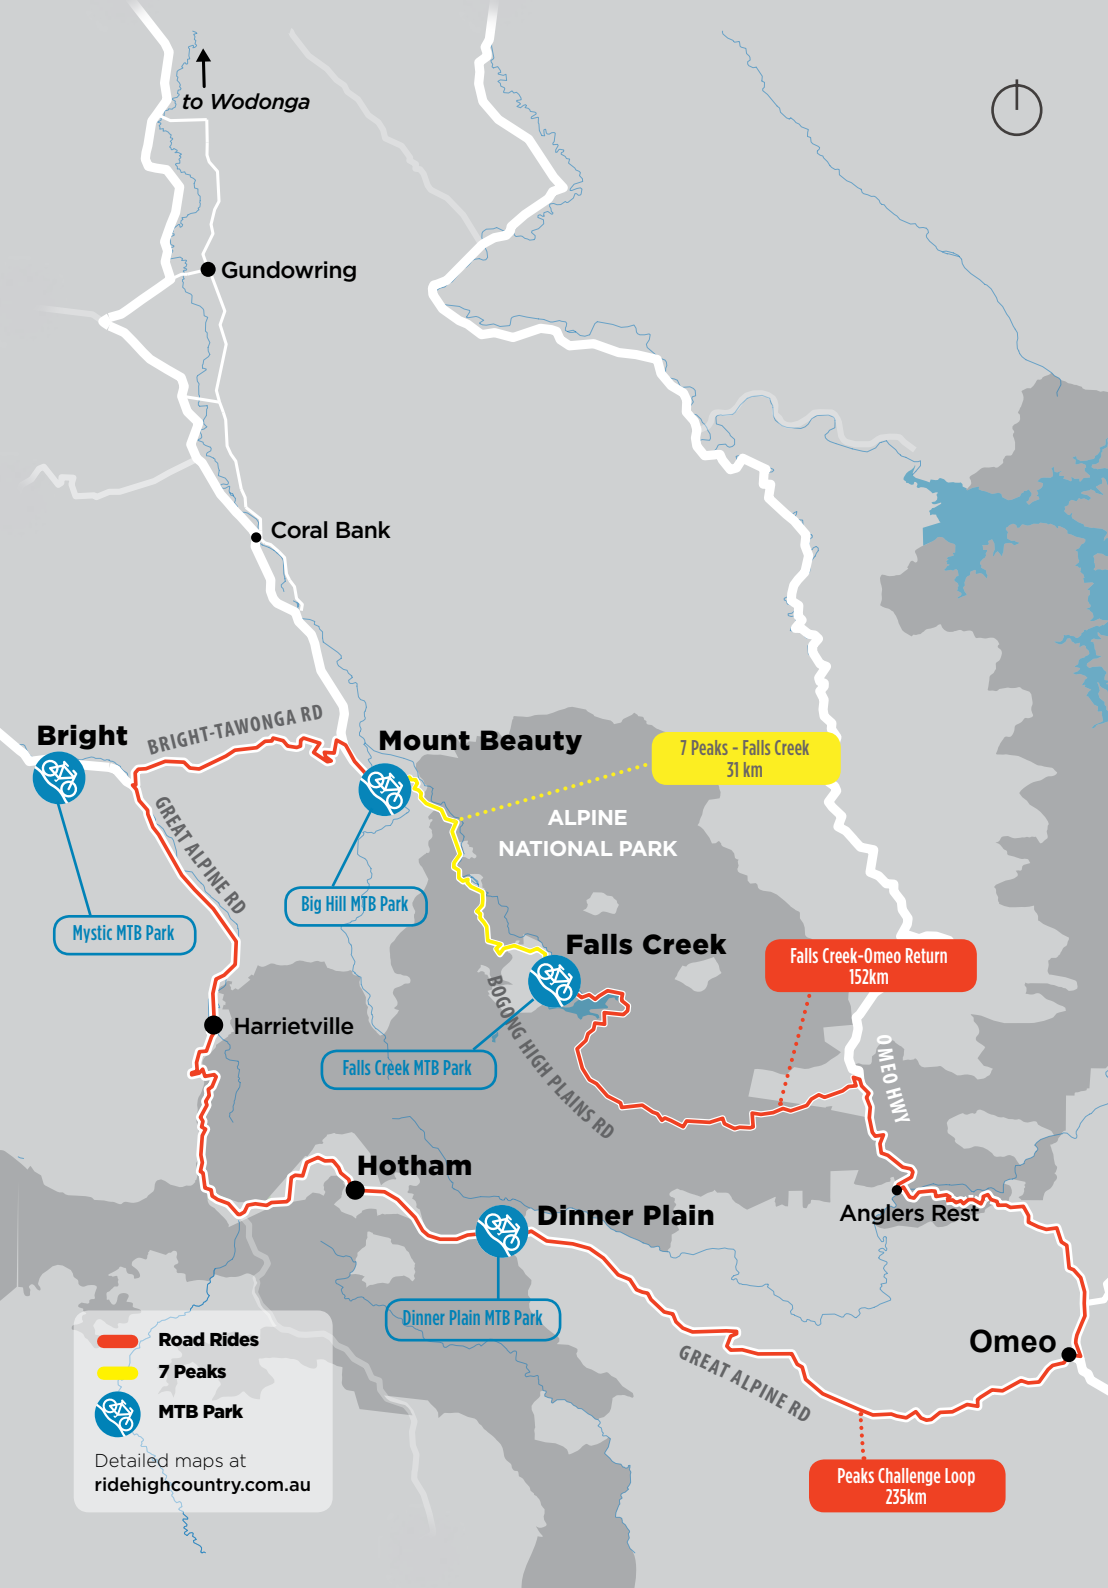 to Wodonga
Gundowring
Coral Bank
BRIGHT-TAWONGA RD
Bright
Mount Beauty
7 Peaks - Falls Creek
31 km
ALPINE
NATIONAL PARK
GREAT ALPINE RD
Big Hill MTB Park
Mystic MTB Park
Falls Creek
Falls Creek-Omeo Return
152km
BOGONG HIGH PLAINS RD
Harrietville
OMEO HWY
Falls Creek MTB Park
Hotham
Anglers Rest
Dinner Plain
Dinner Plain MTB Park
Omeo
GREAT ALPINE RD
Road Rides
7 Peaks
MTB Park
Detailed maps at
ridehighcountry.com.au
Peaks Challenge Loop
235km